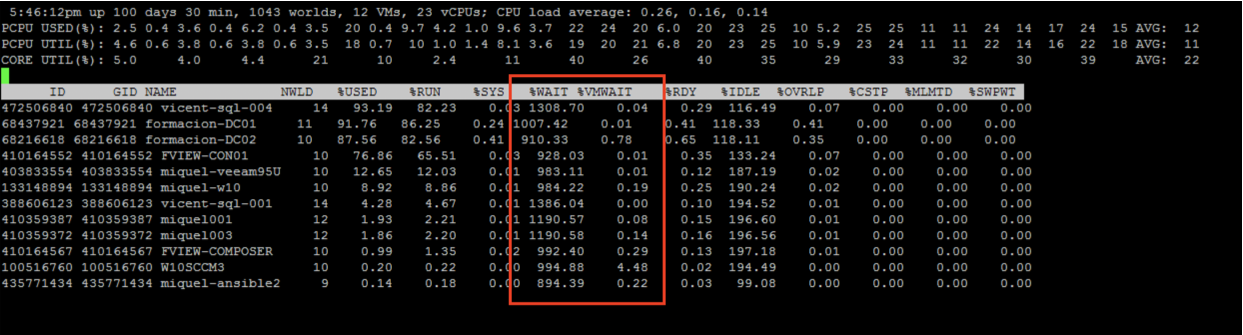 5:46:12pm up 100 days 30 min, 1043 worlds, 12 VMs, 23 vCPUs; CPU load average: 0.26, 0.16, 0.14
PCPU USED(%): 2.5 0.4 3.6 0.4 6.2 0.4 3.5 20 0.4 9.7 4.2 1.0 9.6 3.7 22 24 20 6.0 20 23 25 10 5.2 25 25 11 11 24 14 17 24 15 AVG: 12
PCPU UTIL(%): 4.6 0.6 3.8 0.6 3.8 0.6 3.5 18 0.7 10 1.0 1.4 8.1 3.6 19 20 21 6.8 20 23 25 10 5.9 23 24 11 11 22 14 16 22 18 AVG: 11
CORE UTIL(%): 5.0 4.0 4.4 21 10 2.4 11 40 26 40 35 29 33 32 30 39 AVG: 22
ID GID NAME NWLD %USED %RUN %SYS %WAIT %VMWAIT %RDY %IDLE %OVRLP %CSTP %MLMTD %SWPWT
472506840 472506840 vicent-sql-004 14 93.19 82.23 0.03 1308.70 0.04 0.29 116.49 0.07 0.00 0.00 0.00
68437921 68437921 formacion-DC01 11 91.76 86.25 0.24 1007.42 0.01 0.41 118.33 0.41 0.00 0.00 0.00
68216618 68216618 formacion-DC02 10 87.56 82.56 0.41 910.33 0.78 0.65 118.11 0.35 0.00 0.00 0.00
410164552 410164552 FVIEW-CON01 10 76.86 65.51 0.03 928.03 0.01 0.35 133.24 0.07 0.00 0.00 0.00
403833554 403833554 miquel-veeam95U 10 12.65 12.03 0.01 983.11 0.01 0.12 187.19 0.02 0.00 0.00 0.00
133148894 133148894 miquel-w10 10 8.92 8.86 0.01 984.22 0.19 0.25 190.24 0.02 0.00 0.00 0.00
388606123 388606123 vicent-sql-001 14 4.28 4.67 0.01 1386.04 0.00 0.10 194.52 0.01 0.00 0.00 0.00
410359387 410359387 miquel001 12 1.93 2.21 0.01 1190.57 0.08 0.15 196.60 0.01 0.00 0.00 0.00
410359372 410359372 miquel003 12 1.86 2.20 0.01 1190.58 0.14 0.16 196.56 0.01 0.00 0.00 0.00
410164567 410164567 FVIEW-COMPOSER 10 0.99 1.35 0.02 992.40 0.29 0.13 197.18 0.01 0.00 0.00 0.00
100516760 100516760 W10SCCM3 10 0.20 0.22 0.00 994.88 4.48 0.02 194.49 0.00 0.00 0.00 0.00
435771434 435771434 miquel-ansible2 9 0.14 0.18 0.00 894.39 0.22 0.03 99.08 0.00 0.00 0.00 0.00